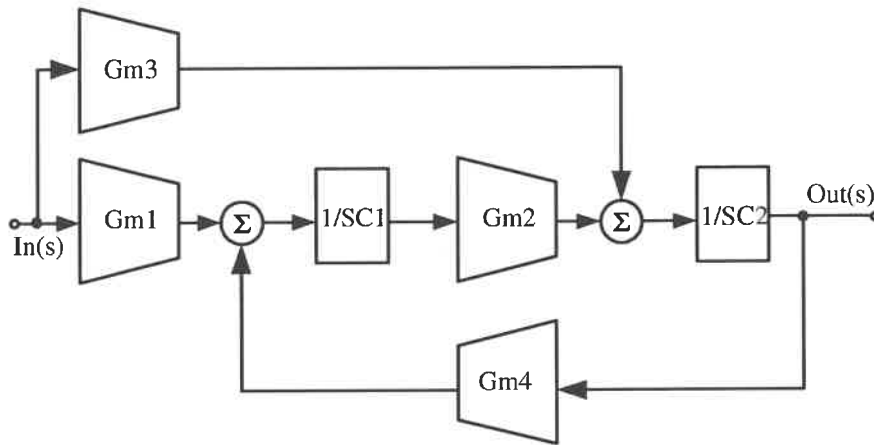 Gm3
Gm1
Σ
1/SC1
Gm2
Σ
1/SC2
Out(s)
In(s)
Gm4